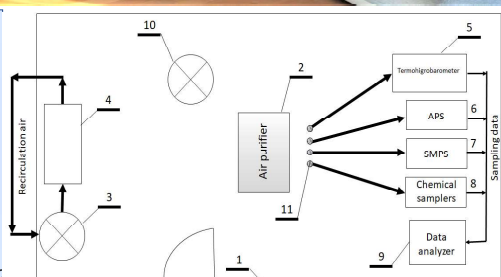 10
5
2
Termohigrobarometer
4
6
APS
Recirculation air
Air purifier
7
SMPS
Sampling data
8
Chemical
samplers
3
11
Data
analyzer
1
9